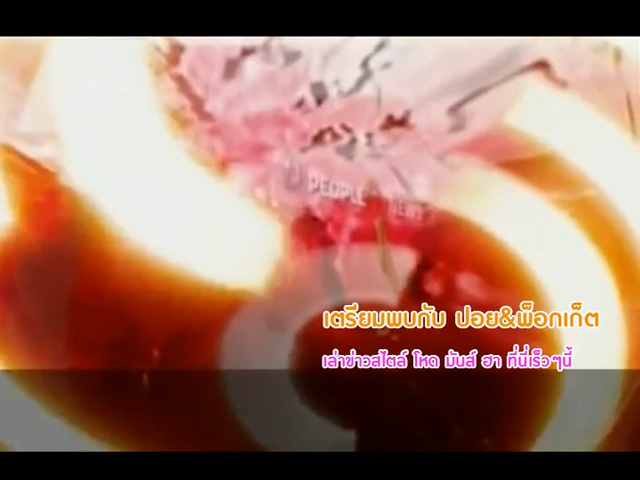 PEOPLE
เตรียมพบกับ ปอย&พ็อกเก็ต
เล่าข่าวสไตล์ โหด มันส์ ฮา ที่นี่เร็วๆนี้